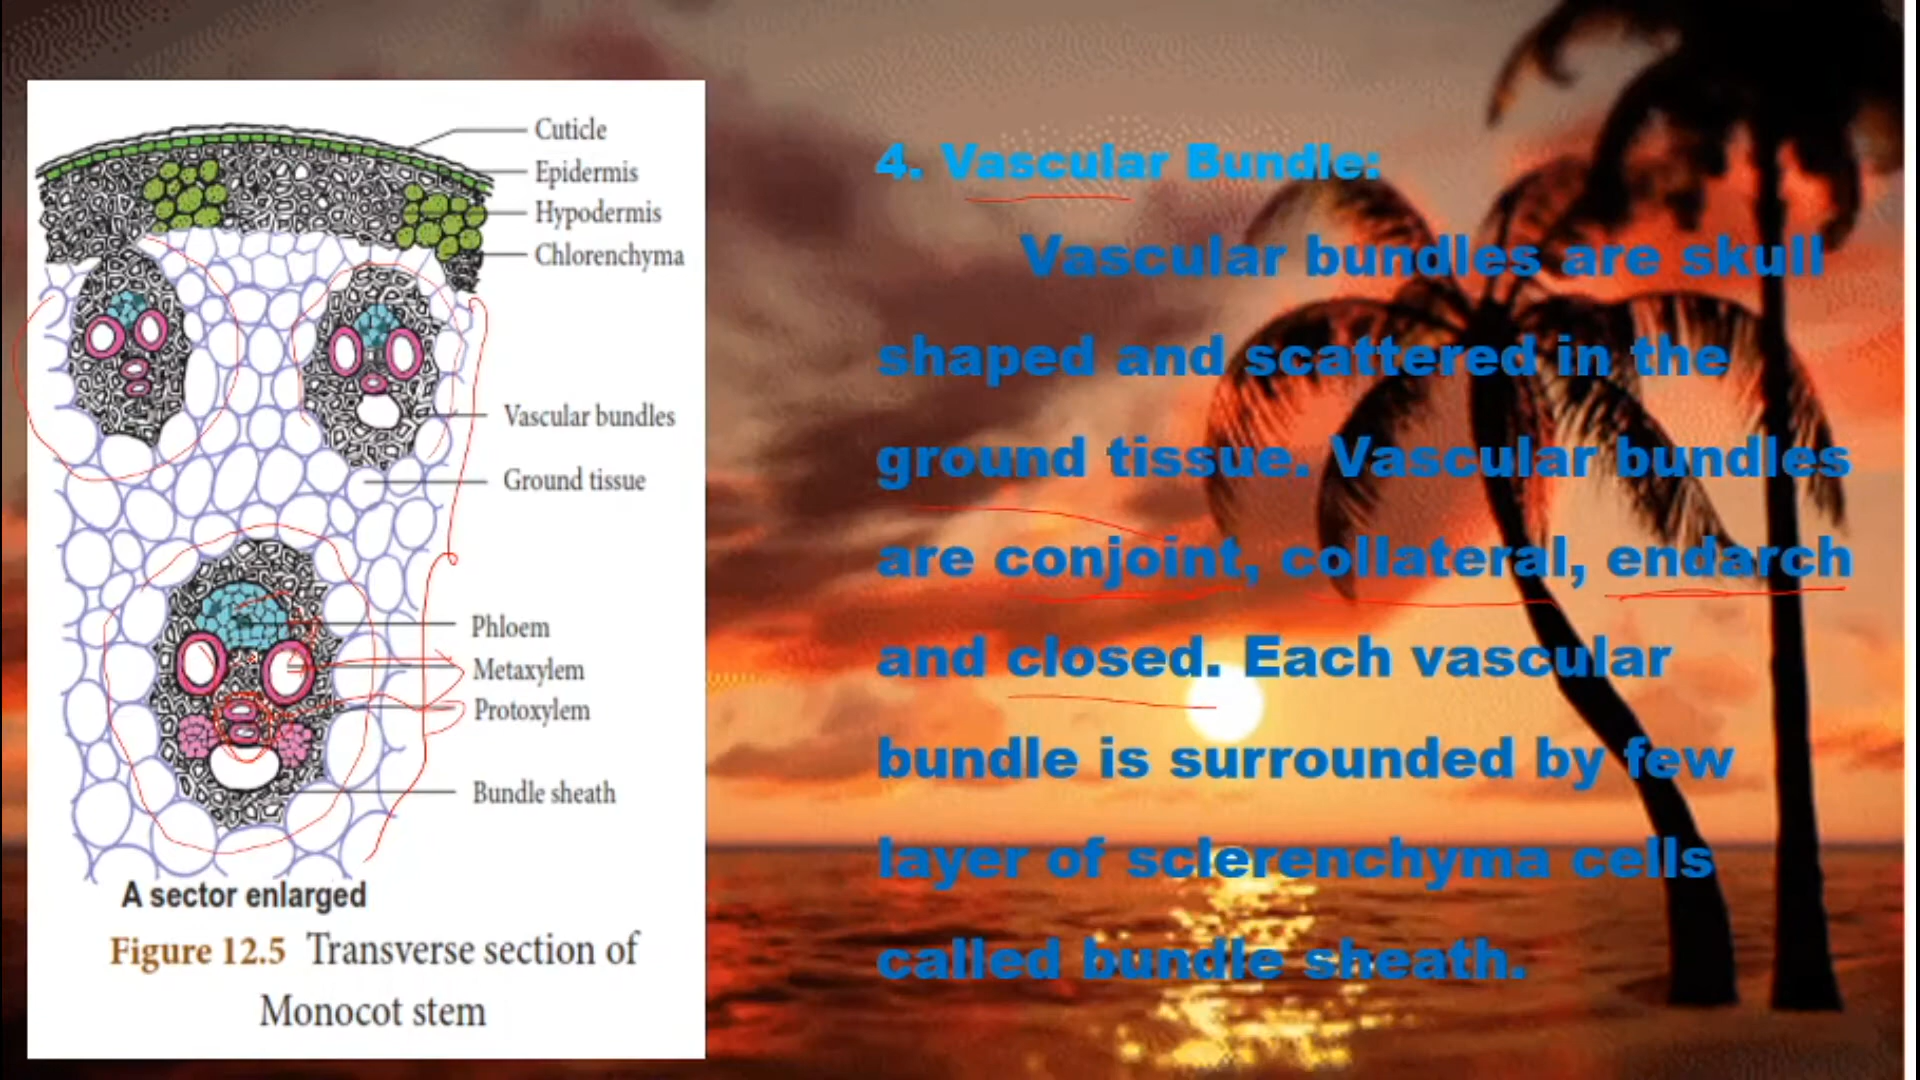 Cuticle
Epidermis
Hypodermis
Chlorenchyma
Vascular bundles
Ground tissue
Phloem
Metaxylem
Protoxylem
Bundle sheath
A sector enlarged
Figure 12.5 Transverse section of
Monocot stem
4. Vascular Bundle:
Vascular bundles are skull
shaped and scattered in the
ground tissue. Vascular bundles
are conjoint, collateral, endarch
and closed. Each vascular
bundle is surrounded by few
layer of sclerenchyma cells
called bundle sheath.